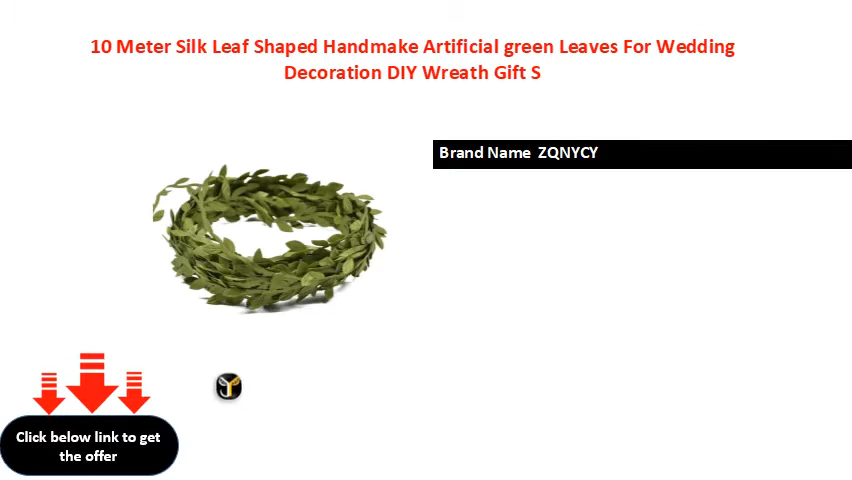 10 Meter Silk Leaf Shaped Handmake Artificial green Leaves For Wedding
Decoration DIY Wreath Gift S
Brand Name ZQNYCY
Click below link to get
the offer